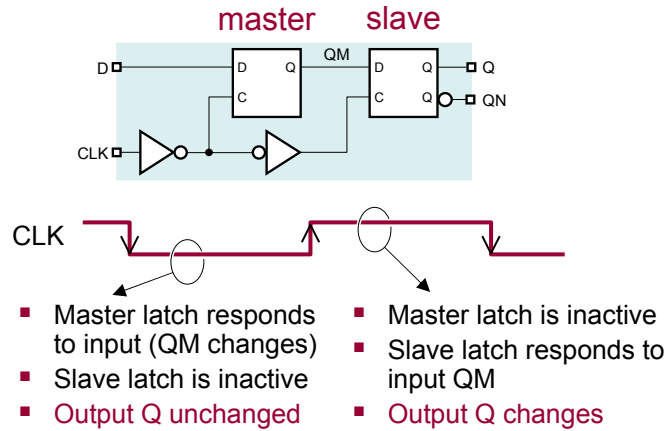 master slave
QM
D D Q D Q Q
C C Q QN
CLK
CLK
Master latch responds
to input (QM changes)
Slave latch is inactive
Output Q unchanged
Master latch is inactive
Slave latch responds to
input QM
Output Q changes